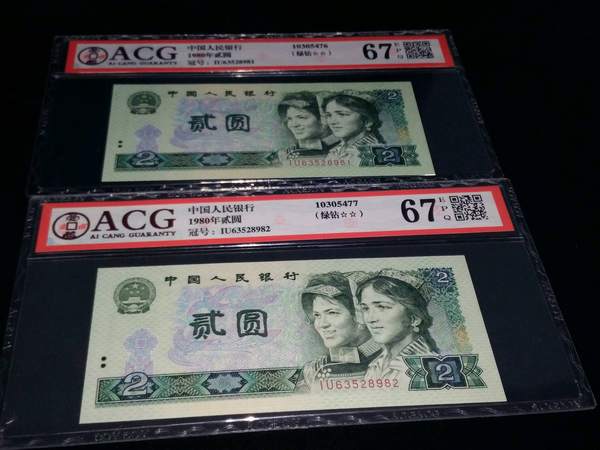 ACG
AI CANG GUARANTY
中国人民银行
1980年贰圆
冠号：IU63528981
10305476
（绿钻☆☆）
67 E P Q
中国人民银行
贰圆
2
2
IU63528981
ACG
AI CANG GUARANTY
中国人民银行
1980年贰圆
冠号：IU63528982
10305477
（绿钻☆☆）
67 E P Q
中国人民银行
贰圆
2
2
2
IU63528982